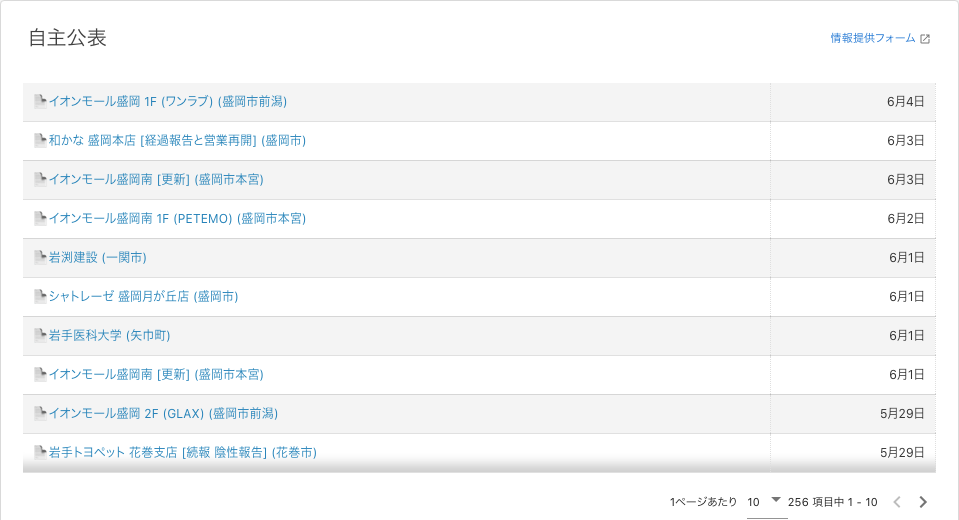 自主公表
情報提供フォーム
イオンモール盛岡 1F (ワンラブ) (盛岡市前潟) 6月4日
和かな 盛岡本店 [経過報告と営業再開] (盛岡市) 6月3日
イオンモール盛岡南 [更新] (盛岡市本宮) 6月3日
イオンモール盛岡南 1F (PETEMO) (盛岡市本宮) 6月2日
岩渕建設 (一関市) 6月1日
シャトレーゼ 盛岡月が丘店 (盛岡市) 6月1日
岩手医科大学 (矢巾町) 6月1日
イオンモール盛岡南 [更新] (盛岡市本宮) 6月1日
イオンモール盛岡 2F (GLAX) (盛岡市前潟) 5月29日
岩手トヨペット 花巻支店 [続報 陰性報告] (花巻市) 5月29日
1ページあたり 10 256 項目中 1 - 10